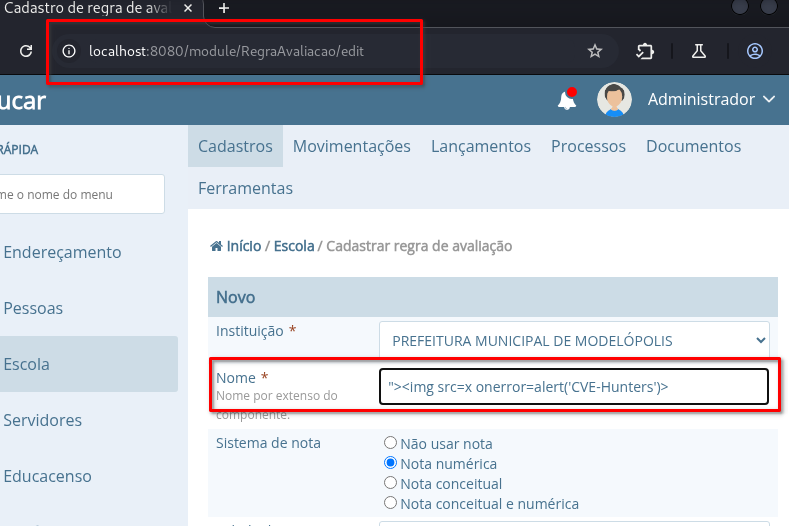 Cadastro de regra de aval
localhost:8080/module/RegraAvaliacao/edit
ucar
Administrador
RÁPIDA
me o nome do menu
Endereçamento
Pessoas
Escola
Servidores
Educacenso
Cadastros Movimentações Lançamentos Processos Documentos
Ferramentas
Início / Escola / Cadastrar regra de avaliação
Novo
Instituição *
PREFEITURA MUNICIPAL DE MODELÓPOLIS
Nome *
Nome por extenso do
componente.
"><img src=x onerror=alert('CVE-Hunters')>
Sistema de nota
Não usar nota
Nota numérica
Nota conceitual
Nota conceitual e numérica